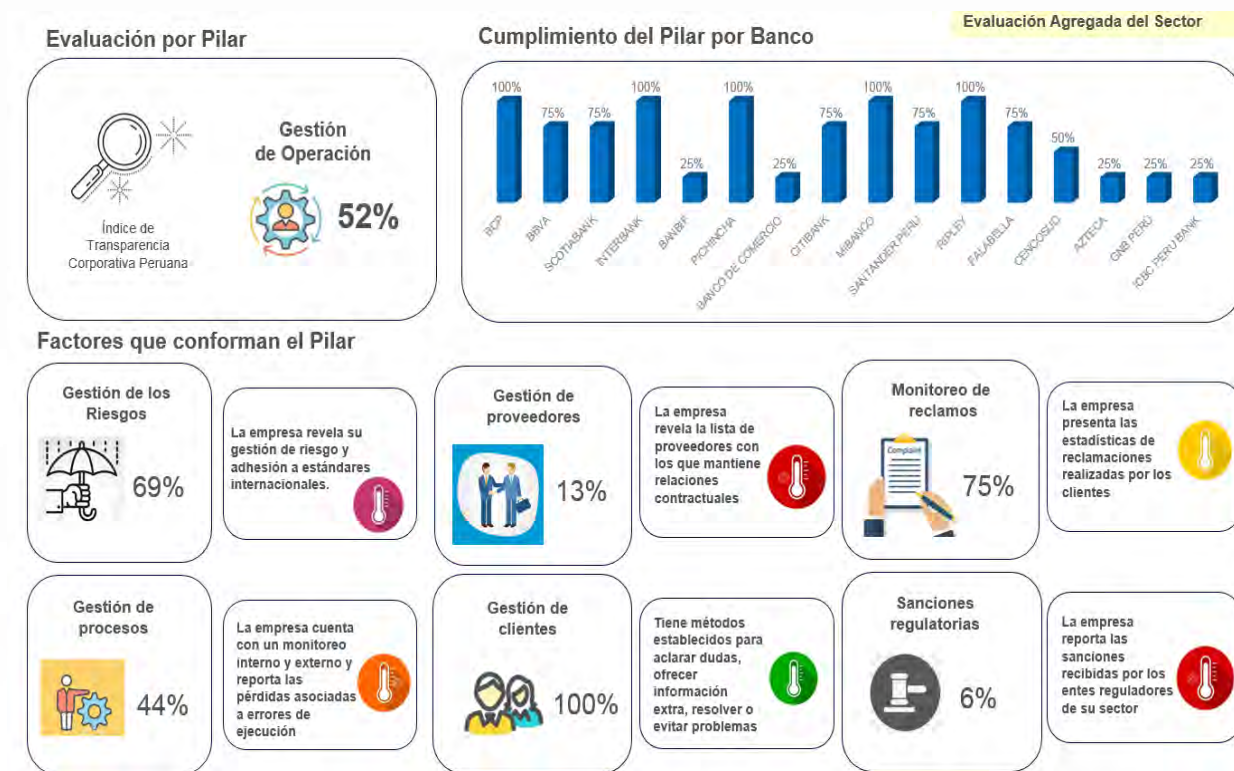 Evaluación Agregada del Sector
Evaluación por Pilar
Índice de
Transparencia
Corporativa Peruana
Gestión
de Operación
52%
Cumplimiento del Pilar por Banco
100%
75%
75%
100%
25%
100%
25%
75%
100%
75%
100%
75%
50%
25%
25%
25%
BCP
BBVA
SCOTIABANK
INTERBANK
BANBIF
PICHINCHA
BANCO DE COMERCIO
CITIBANK
MIBANCO
SANTANDER PERU
RIPLEY
FALABELLA
CENCOSUD
AZTECA
GNB PERÚ
ICBC PERU BANK
Factores que conforman el Pilar
Gestión de los
Riesgos
69%
La empresa revela su
gestión de riesgo y
adhesión a estándares
internacionales.
Gestión de
proveedores
13%
La empresa
revela la lista de
proveedores con
los que mantiene
relaciones
contractuales
Monitoreo de
reclamos
Complaint
75%
La empresa
presenta las
estadísticas de
reclamaciones
realizadas por los
clientes
Gestión de
procesos
44%
La empresa cuenta
con un monitoreo
interno y externo y
reporta las
pérdidas asociadas
a errores de
ejecución
Gestión de
clientes
100%
Tiene métodos
establecidos para
aclarar dudas,
ofrecer
información
extra, resolver o
evitar problemas
Sanciones
regulatorias
6%
La empresa
reporta las
sanciones
recibidas por los
entes reguladores
de su sector